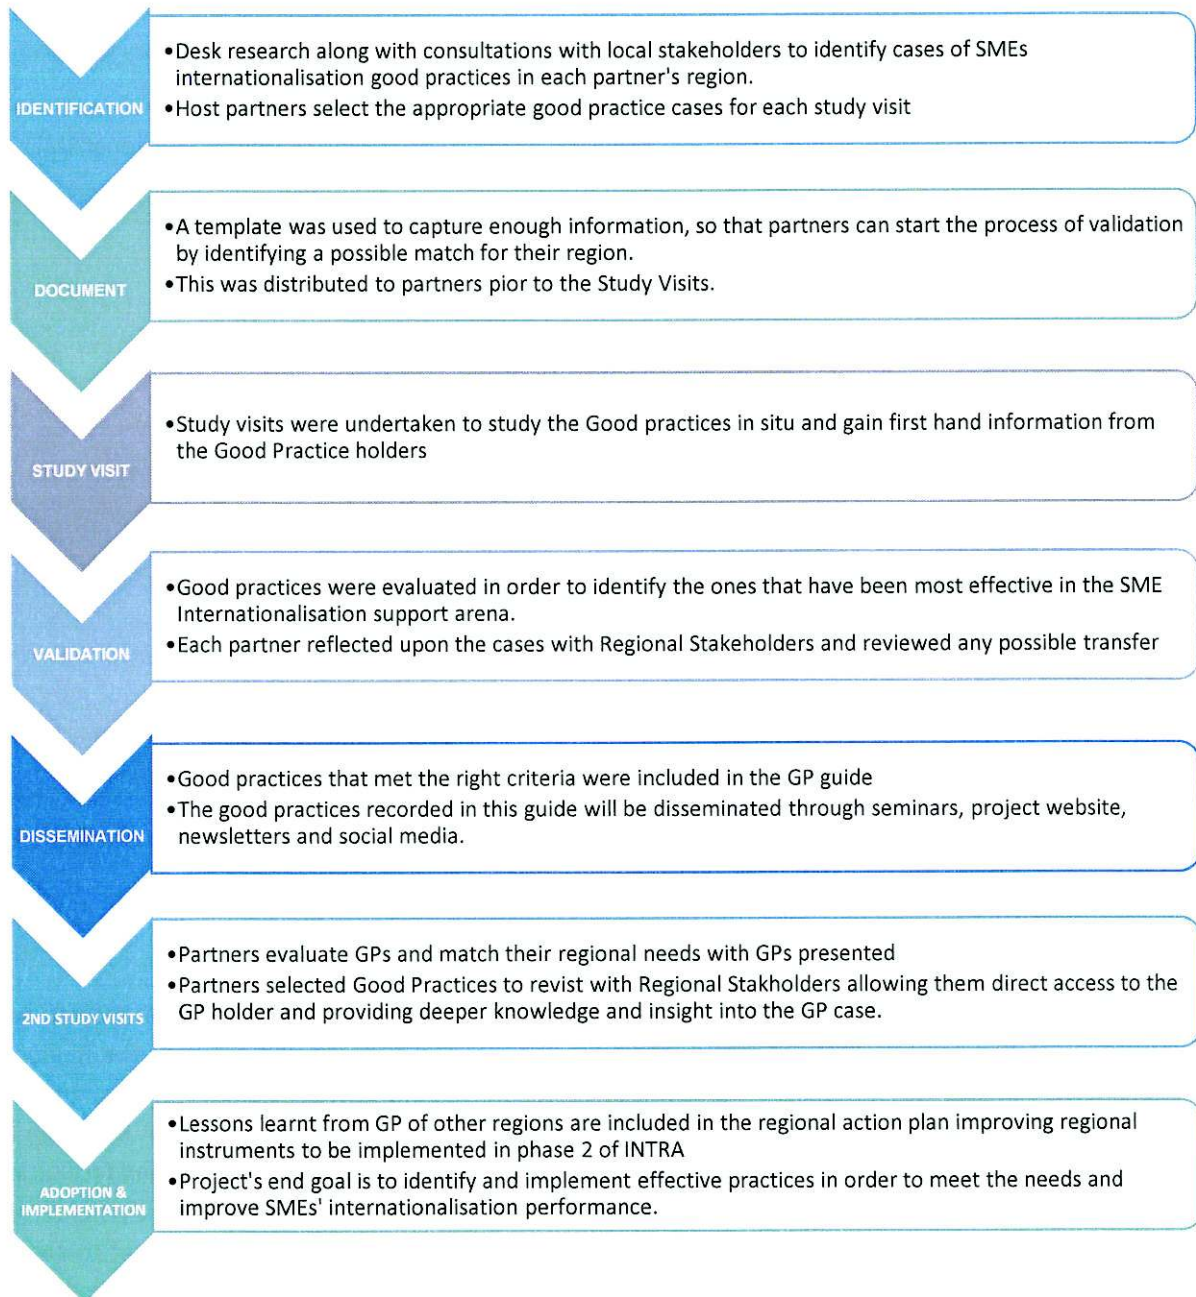 IDENTIFICATION
•Desk research along with consultations with local stakeholders to identify cases of SMEs
internationalisation good practices in each partner's region.
•Host partners select the appropriate good practice cases for each study visit
DOCUMENT
•A template was used to capture enough information, so that partners can start the process of validation
by identifying a possible match for their region.
•This was distributed to partners pior to the Study Visits.
STUDY VISIT
•Study visits were undertaken to study the Good practices in situ and gain first hand information from
the Good Practice holders
VALIDATION
•Good practices were evaluated in order to identify the ones that have been most effective in the SME
Internationalisation support arena.
•Each partner reflected upon the cases with Regional Stakeholders and reviewed any possible transfer
DISSEMINATION
•Good practices that met the right criteria were included in the GP guide
•The good practices recorded in this guide will be disseminated through seminars, project website,
newsletters and social media.
2ND STUDY VISITS
•Partners evaluate GPs and match their regional needs with GPs presented
•Partners selected Good Practices to revist with Regional Stakholders allowing them direct access to the
GP holder and providing deeper knowledge and insight into the GP case.
ADOPTION &
IMPLEMENTATION
•Lessons learnt from GP of other regions are included in the regional action plan improving regional
instruments to be implemented in phase 2 of INTRA
•Project's end goal is to identify and implement effective practices in order to meet the needs and
improve SMEs' internationalisation performance.